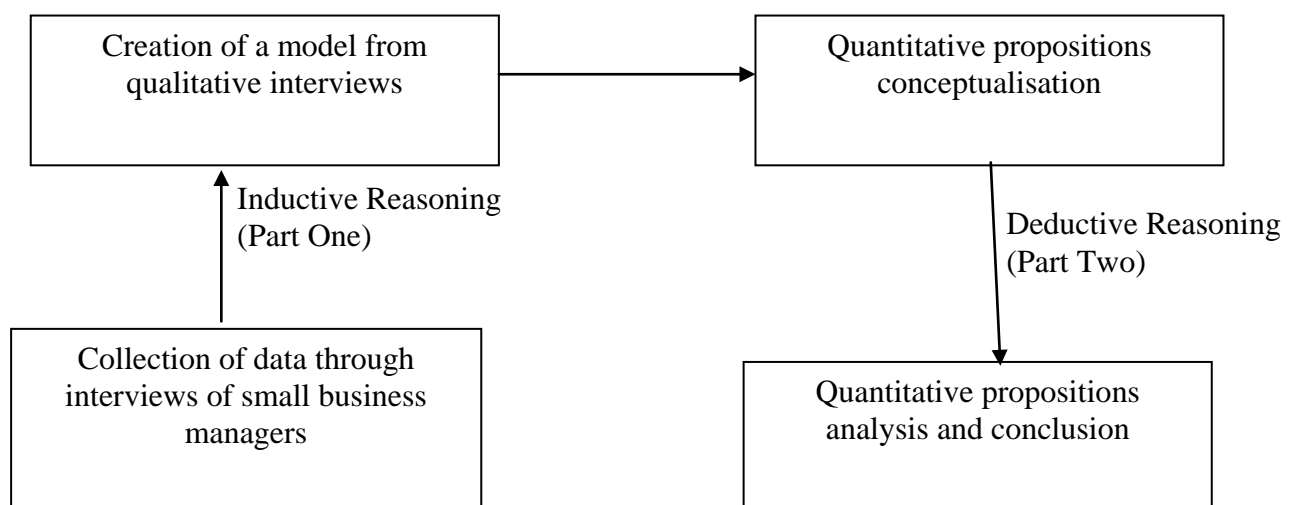 Creation of a model from
qualitative interviews
Quantitative propositions
conceptualisation
Inductive Reasoning
(Part One)
Deductive Reasoning
(Part Two)
Collection of data through
interviews of small business
managers
Quantitative propositions
analysis and conclusion